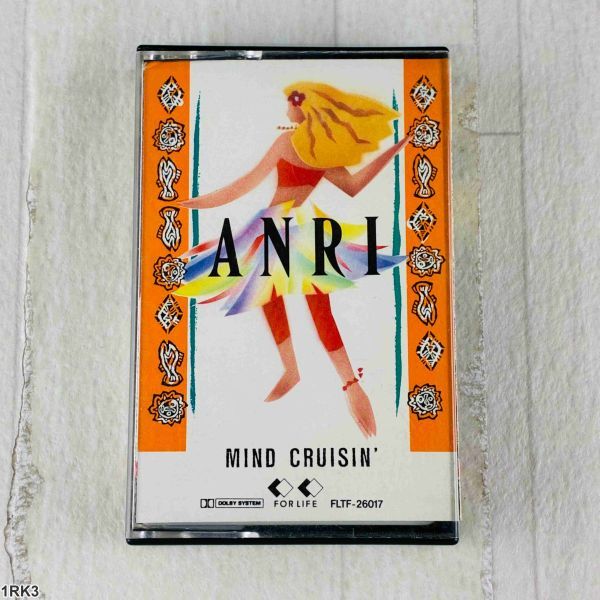 ANRI
MIND CRUISIN'
DOLBY SYSTEM
FOR LIFE
FLTF-26017
1RK3